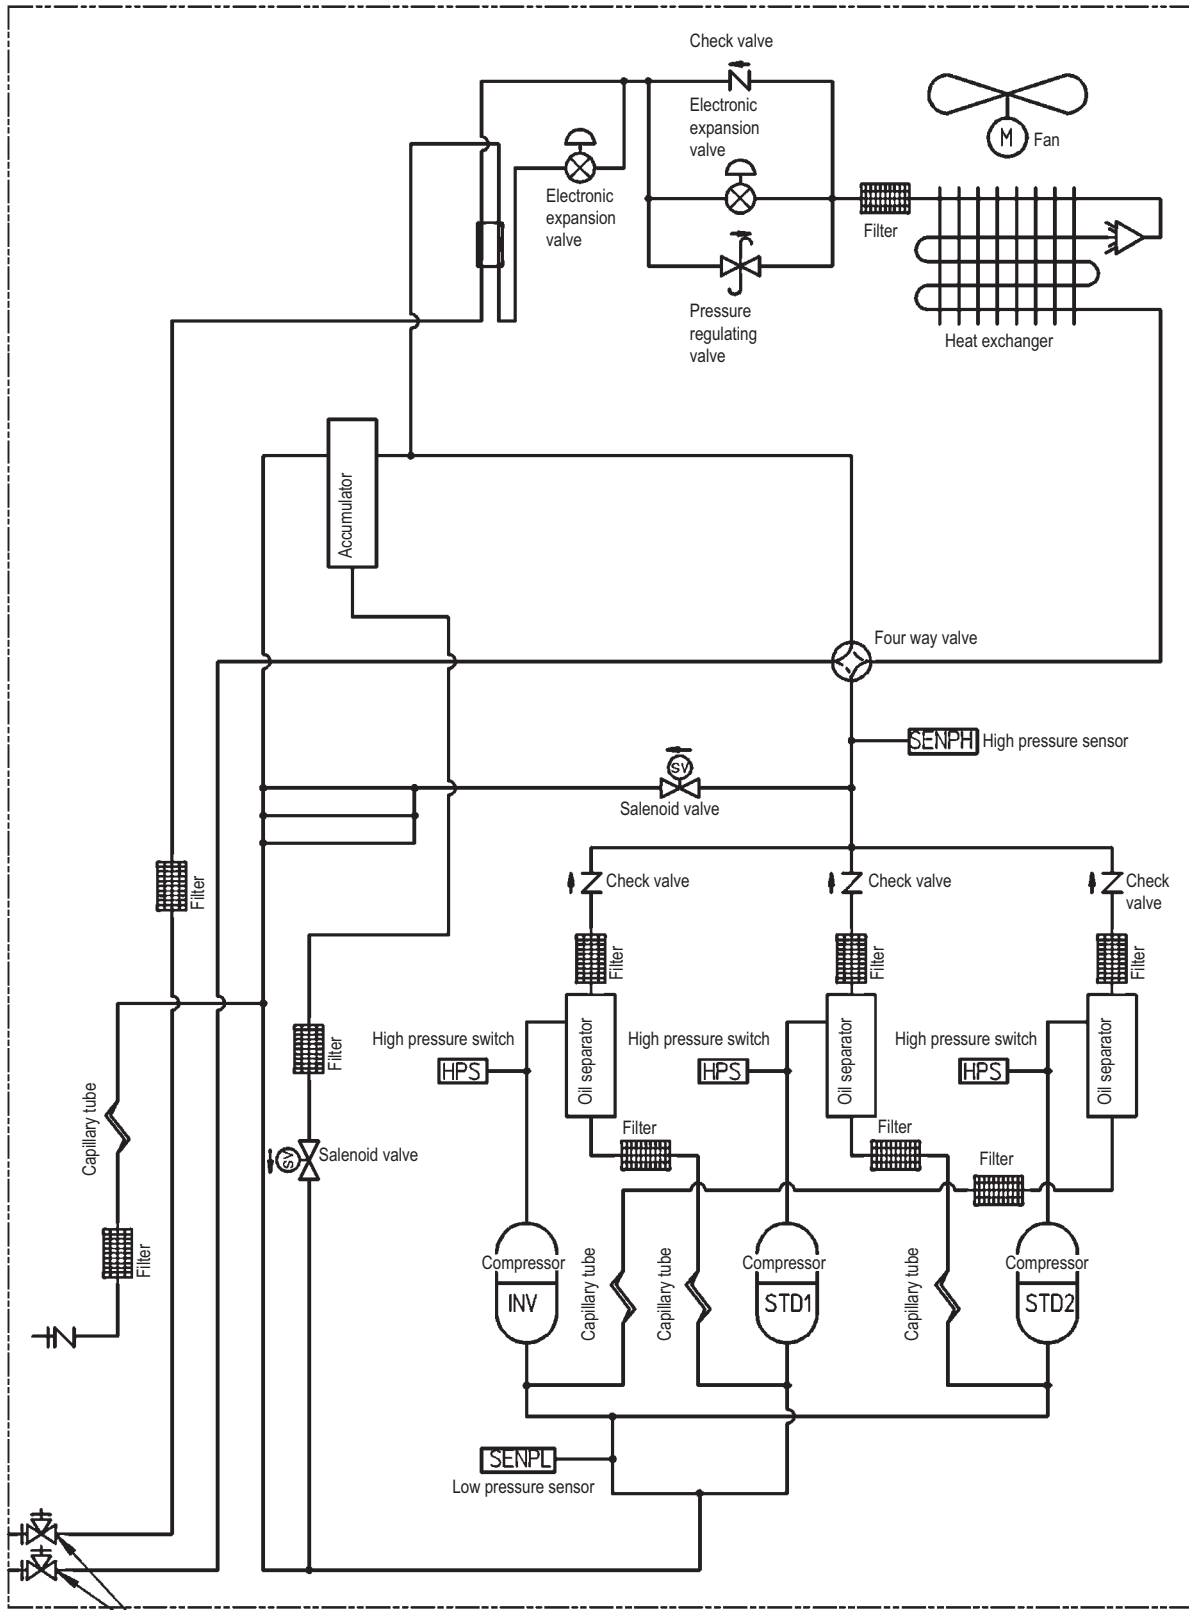 Check valve
Electronic
expansion
valve
M
Fan
Electronic
expansion
valve
Filter
Pressure
regulating
valve
Heat exchanger
Accumulator
Four way valve
SENPH
High pressure sensor
SV
Salenoid valve
Filter
Check valve
Check valve
Check
valve
Filter
Filter
Filter
High pressure switch
HPS
Oil separator
High pressure switch
HPS
Oil separator
High pressure switch
HPS
Oil separator
Filter
Capillary tube
SV
Salenoid valve
Filter
Filter
Filter
Filter
Compressor
INV
Capillary tube
Capillary tube
Compressor
STD1
Capillary tube
Compressor
STD2
SENPL
Low pressure sensor